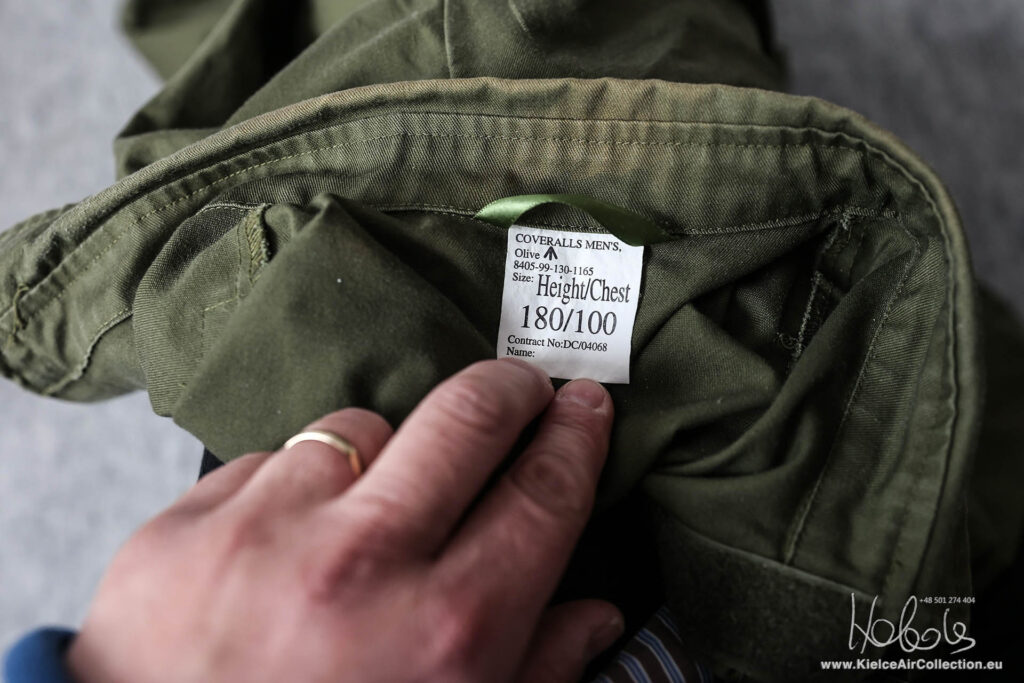 COVERALLS MEN'S,
Olive
8405-99-130-1165
Size: Height/Chest
180/100
Contract No:DC/04068
Name:
+48 501 274 404
www.KielceAirCollection.eu